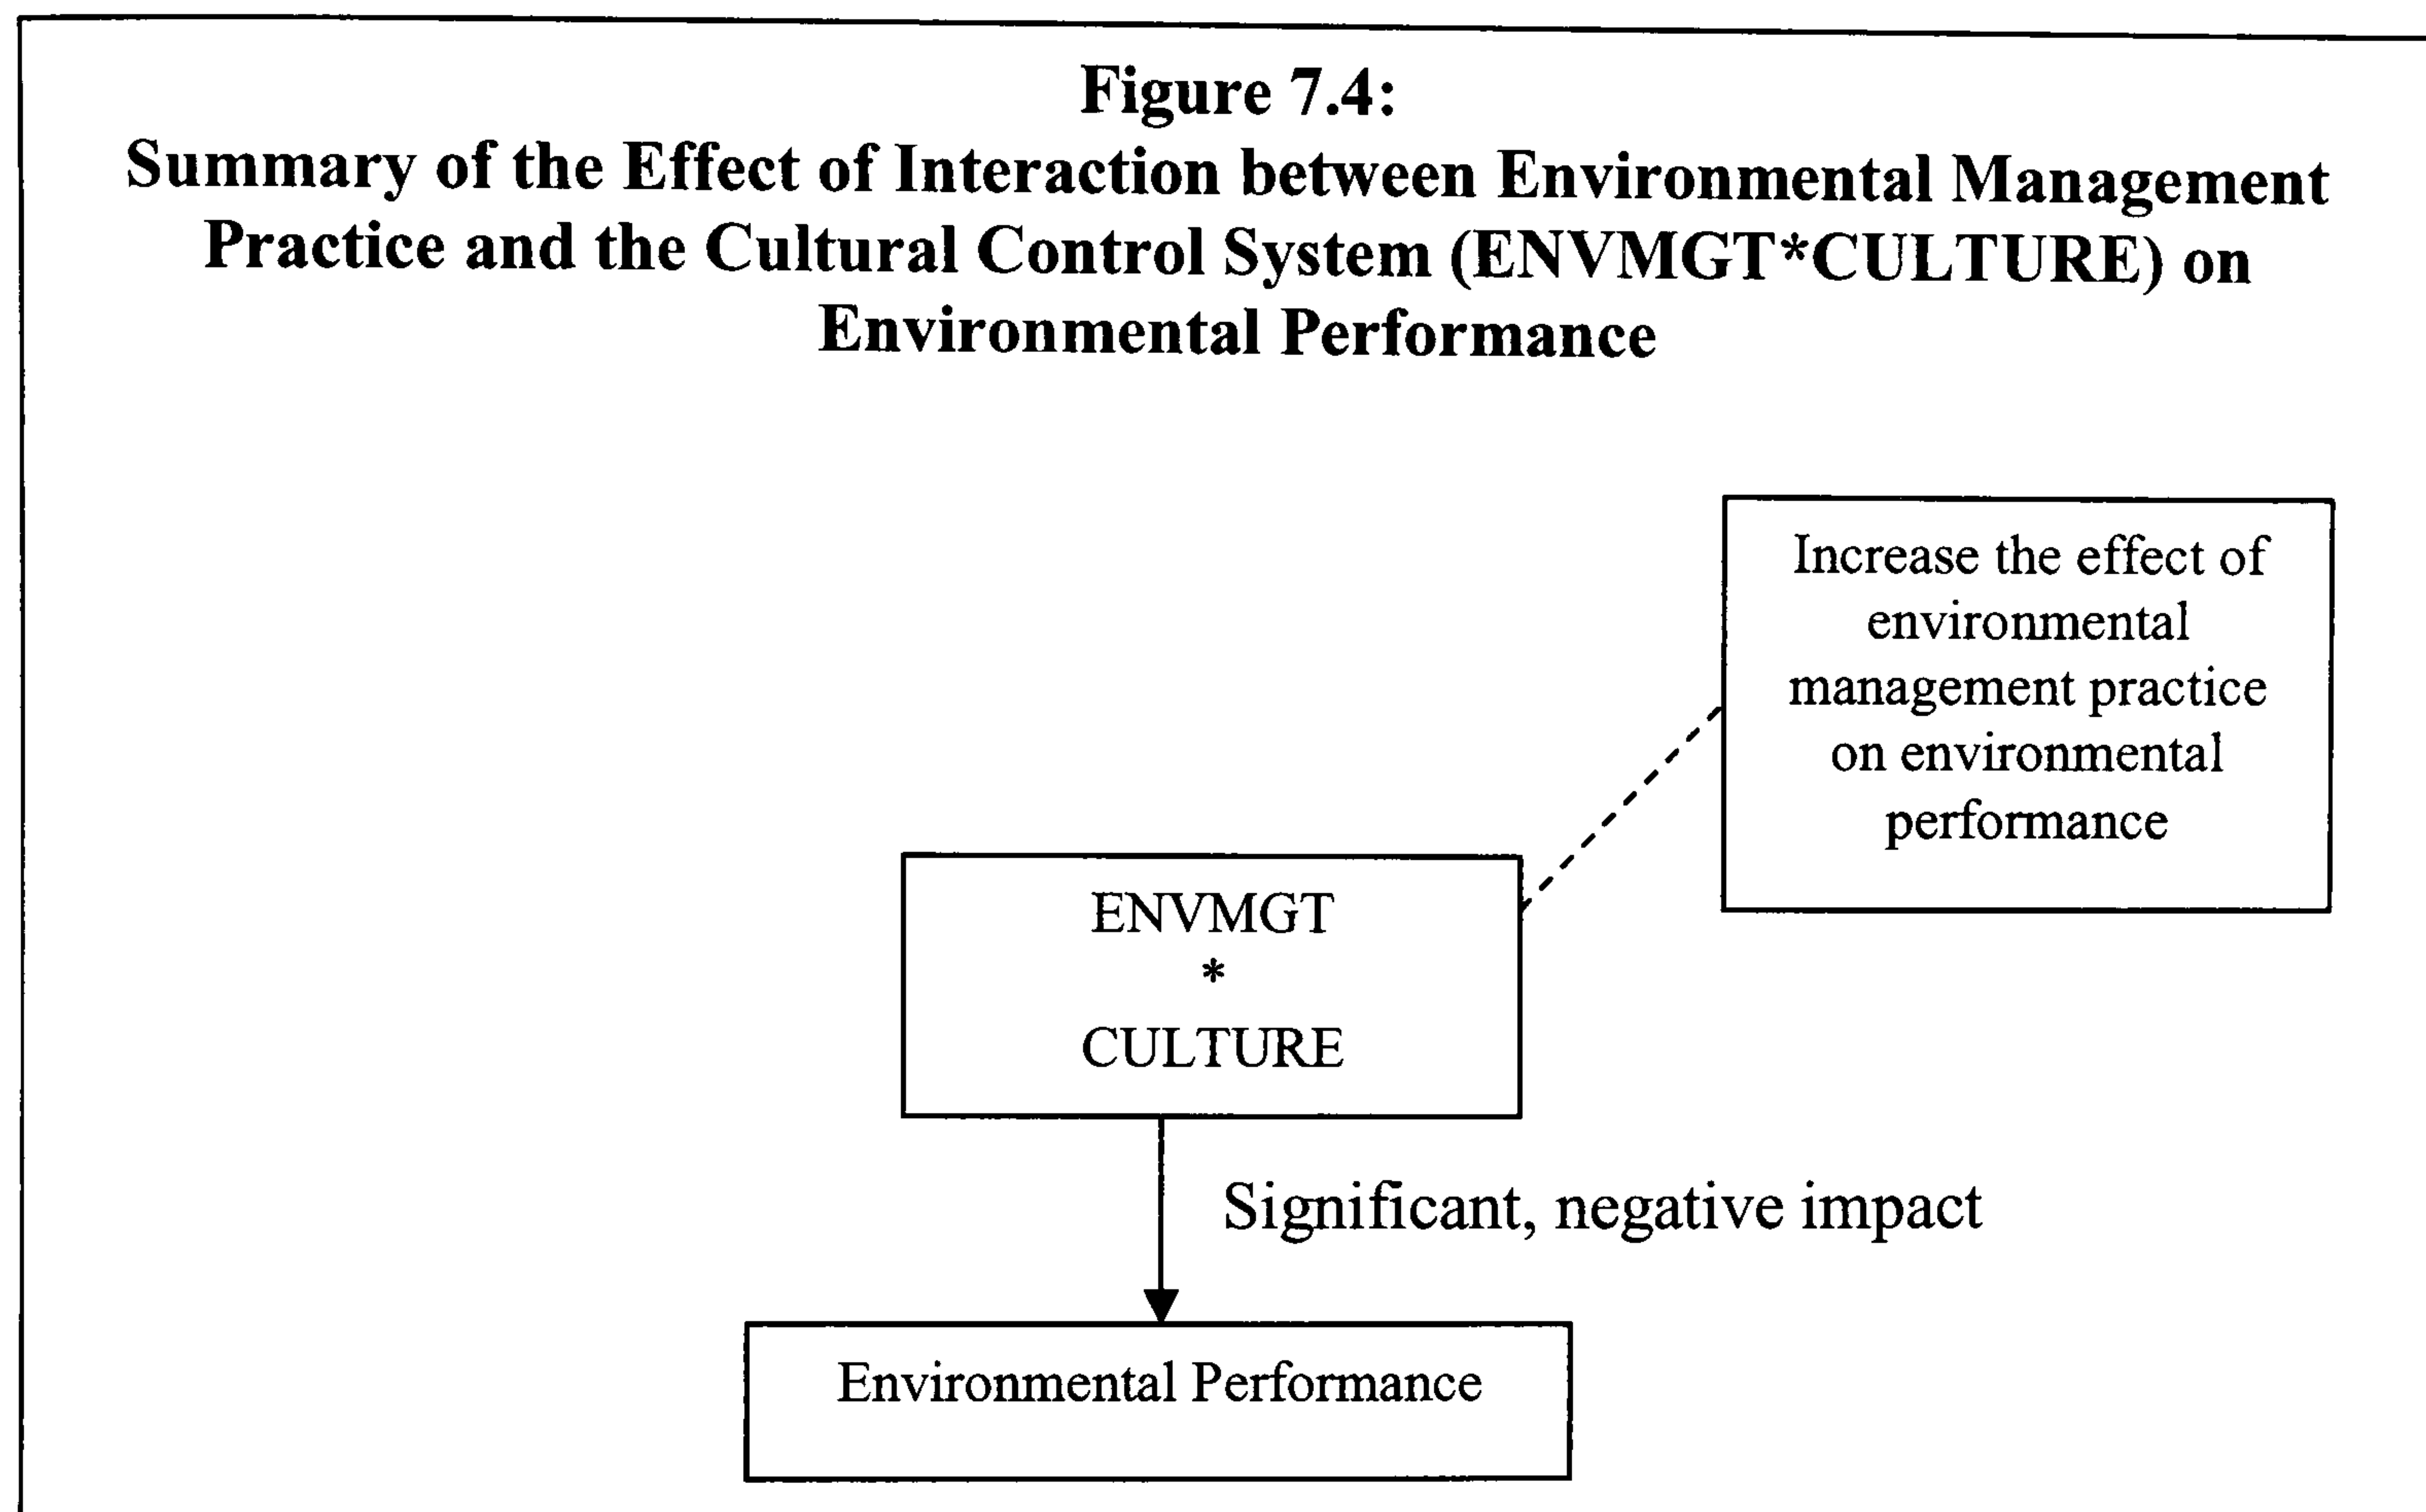 Figure 7.4:
Summary of the Effect of Interaction between Environmental Management
Practice and the Cultural Control System (ENVMGT*CULTURE) on
Environmental Performance
Increase the effect of
environmental
management practice
on environmental
performance
ENVMGT
*
CULTURE
Significant, negative impact
Environmental Performance